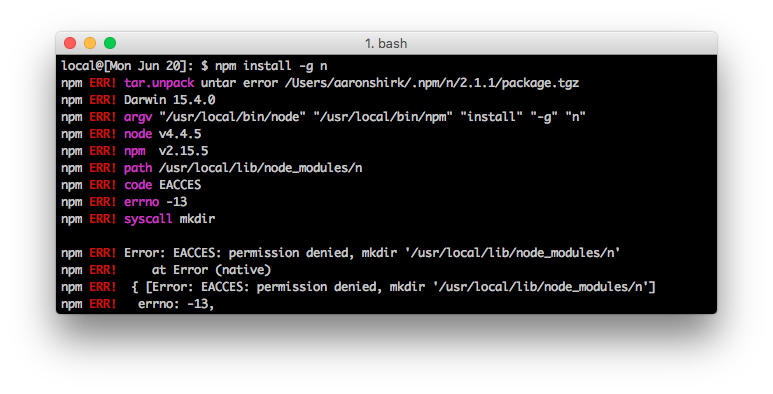 1. bash
local@[Mon Jun 20]: $ npm install -g n
npm ERR! tar.unpack untar error /Users/aaronshirk/.npm/n/2.1.1/package.tgz
npm ERR! Darwin 15.4.0
npm ERR! argv "/usr/local/bin/node" "/usr/local/bin/npm" "install" "-g" "n"
npm ERR! node v4.4.5
npm ERR! npm  v2.15.5
npm ERR! path /usr/local/lib/node_modules/n
npm ERR! code EACCES
npm ERR! errno -13
npm ERR! syscall mkdir
npm ERR! Error: EACCES: permission denied, mkdir '/usr/local/lib/node_modules/n'
npm ERR!     at Error (native)
npm ERR!  { [Error: EACCES: permission denied, mkdir '/usr/local/lib/node_modules/n']
npm ERR!   errno: -13,